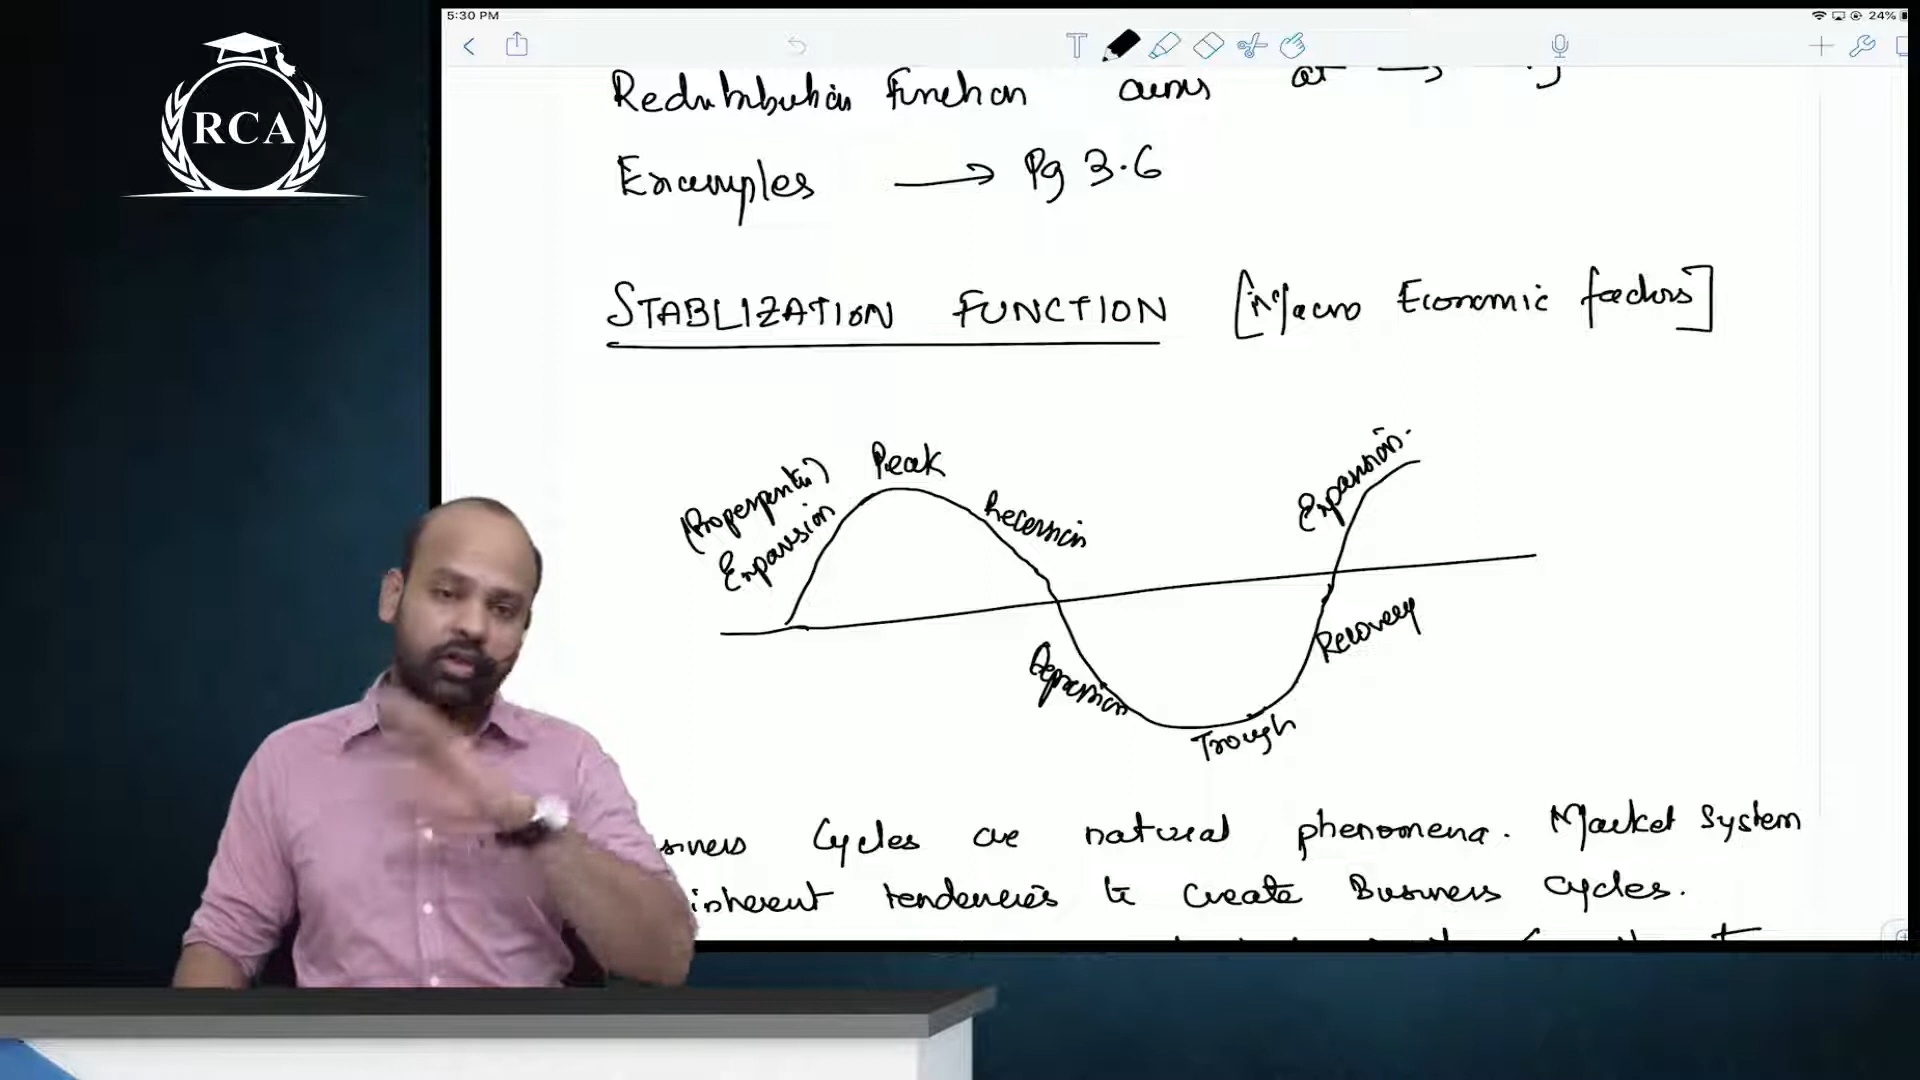 5:30 PM
24%
RCA
T
Redistribution Function aims at
Examples → Pg 3.6
STABLIZATION FUNCTION [Macro Economic factors]
Peak
Expansion.
Expansion
Recession
Recovery
Depression
Trough
Cycles are natural phenomena. Market System
inherent tendencies to create Business cycles.